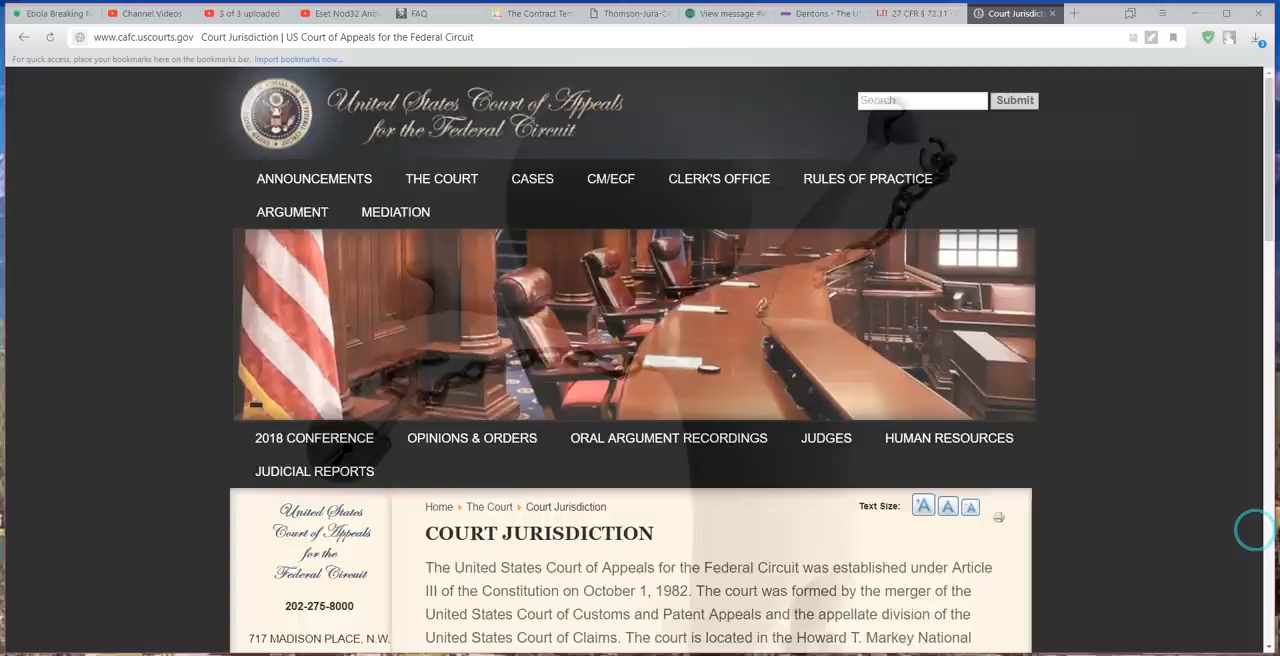 Ebola Breaking N
Channel Videos
3 of 3 uploaded
Eset Nod32 Anti
FAQ
The Contract Ter
Thomson-Jura-C
View message #
Dentons - The U
27 CFR § 72.11 -
Court Jurisdicti
www.cafc.uscourts.gov Court Jurisdiction | US Court of Appeals for the Federal Circuit
For quick access, place your bookmarks here on the bookmarks bar. Import bookmarks now...
United States Court of Appeals
for the Federal Circuit
Search
Submit
ANNOUNCEMENTS THE COURT CASES CM/ECF CLERK'S OFFICE RULES OF PRACTICE
ARGUMENT MEDIATION
2018 CONFERENCE OPINIONS & ORDERS ORAL ARGUMENT RECORDINGS JUDGES HUMAN RESOURCES
JUDICIAL REPORTS
United States
Court of Appeals
for the
Federal Circuit
202-275-8000
717 MADISON PLACE, N.W.
Home The Court Court Jurisdiction
Text Size: +A A -A
COURT JURISDICTION
The United States Court of Appeals for the Federal Circuit was established under Article
III of the Constitution on October 1, 1982. The court was formed by the merger of the
United States Court of Customs and Patent Appeals and the appellate division of the
United States Court of Claims. The court is located in the Howard T. Markey National